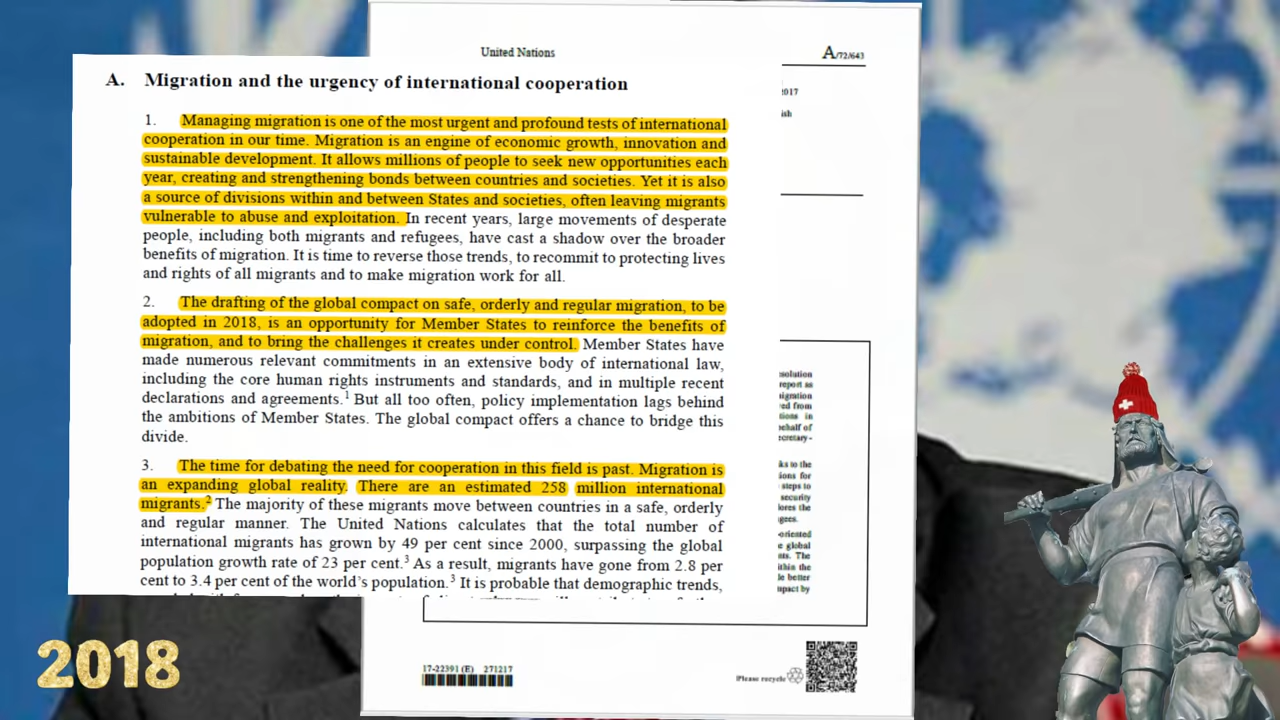 United Nations
A/72/643
A. Migration and the urgency of international cooperation
1. Managing migration is one of the most urgent and profound tests of international
cooperation in our time. Migration is an engine of economic growth, innovation and
sustainable development. It allows millions of people to seek new opportunities each
year, creating and strengthening bonds between countries and societies. Yet it is also
a source of divisions within and between States and societies, often leaving migrants
vulnerable to abuse and exploitation. In recent years, large movements of desperate
people, including both migrants and refugees, have cast a shadow over the broader
benefits of migration. It is time to reverse those trends, to recommit to protecting lives
and rights of all migrants and to make migration work for all.
2. The drafting of the global compact on safe, orderly and regular migration, to be
adopted in 2018, is an opportunity for Member States to reinforce the benefits of
migration, and to bring the challenges it creates under control. Member States have
made numerous relevant commitments in an extensive body of international law,
including the core human rights instruments and standards, and in multiple recent
declarations and agreements.1 But all too often, policy implementation lags behind
the ambitions of Member States. The global compact offers a chance to bridge this
divide.
3. The time for debating the need for cooperation in this field is past. Migration is
an expanding global reality. There are an estimated 258 million international
migrants.2 The majority of these migrants move between countries in a safe, orderly
and regular manner. The United Nations calculates that the total number of
international migrants has grown by 49 per cent since 2000, surpassing the global
population growth rate of 23 per cent.3 As a result, migrants have gone from 2.8 per
cent to 3.4 per cent of the world's population.3 It is probable that demographic trends,
17-22391 (E) 271217
Please recycle
2018